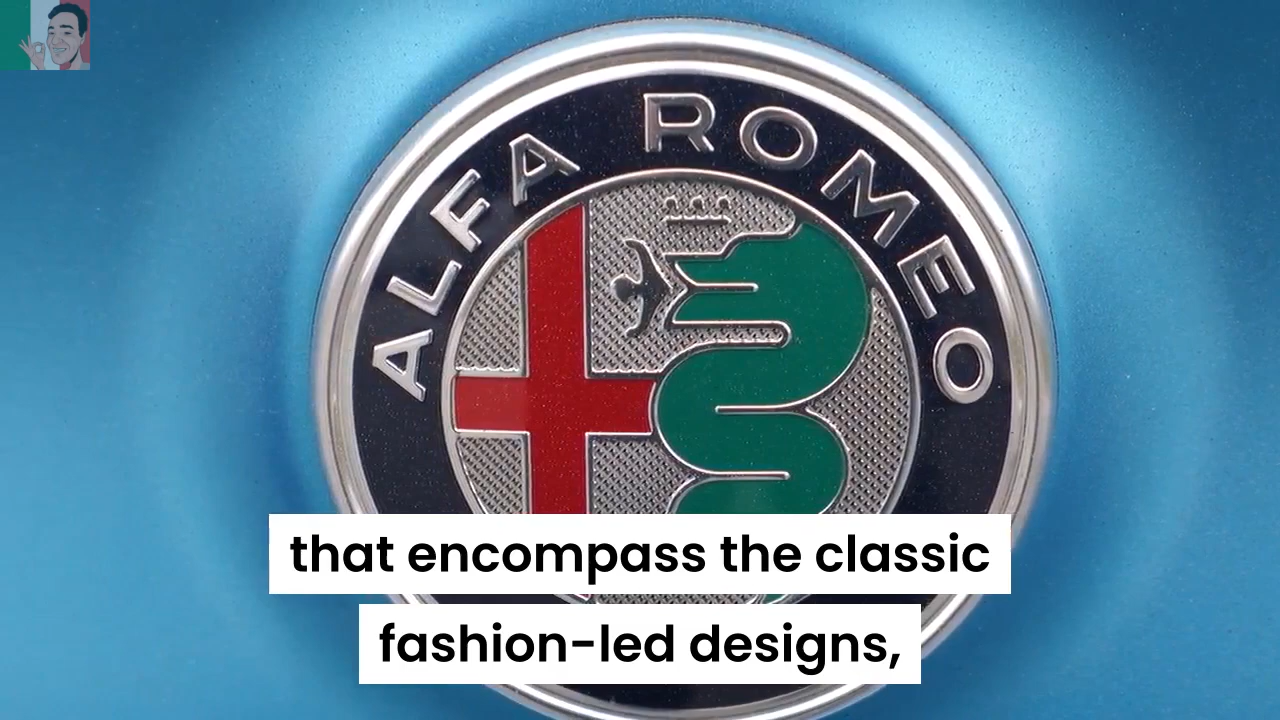 ALFA ROMEO
that encompass the classic
fashion-led designs,